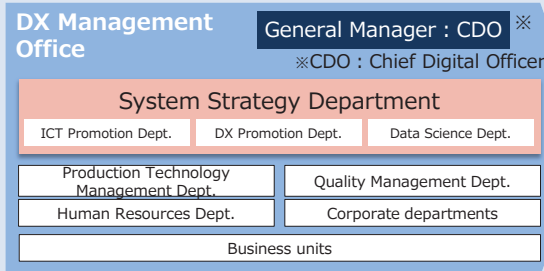 DX Management
Office
General Manager : CDO ※
※CDO : Chief Digital Officer
System Strategy Department
ICT Promotion Dept.
DX Promotion Dept.
Data Science Dept.
Production Technology
Management Dept.
Quality Management Dept.
Human Resources Dept.
Corporate departments
Business units